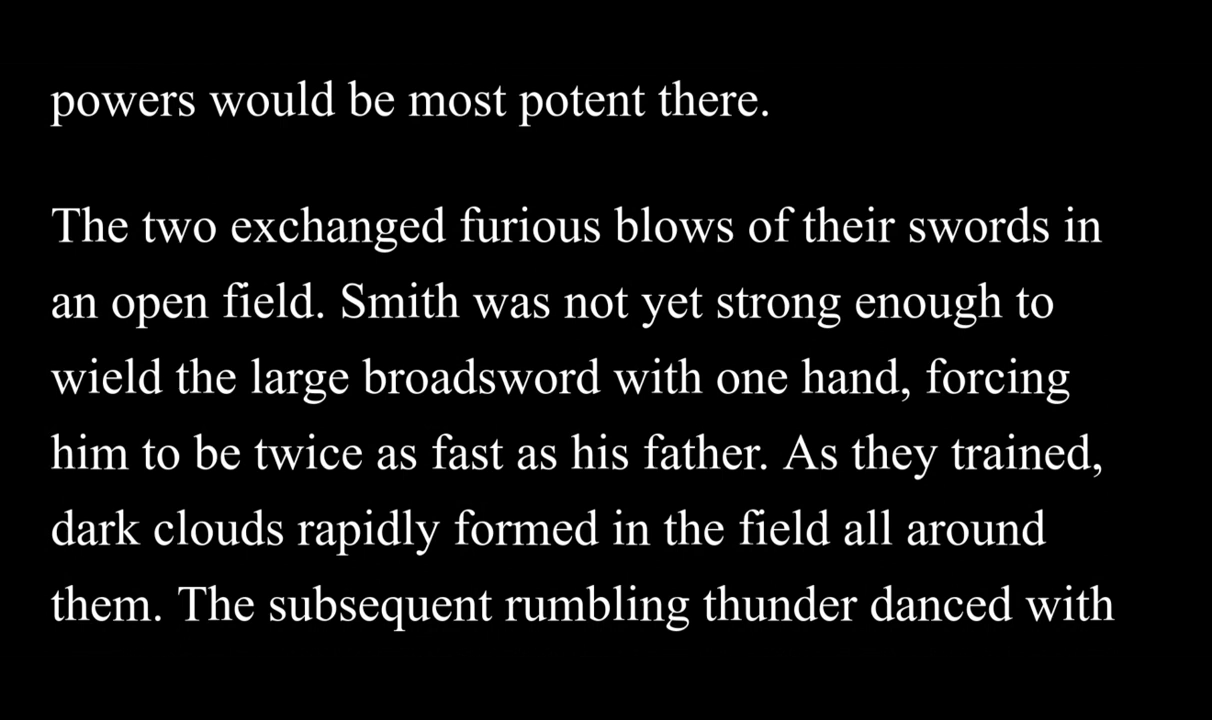 powers would be most potent there.
The two exchanged furious blows of their swords in
an open field. Smith was not yet strong enough to
wield the large broadsword with one hand, forcing
him to be twice as fast as his father. As they trained,
dark clouds rapidly formed in the field all around
them. The subsequent rumbling thunder danced with